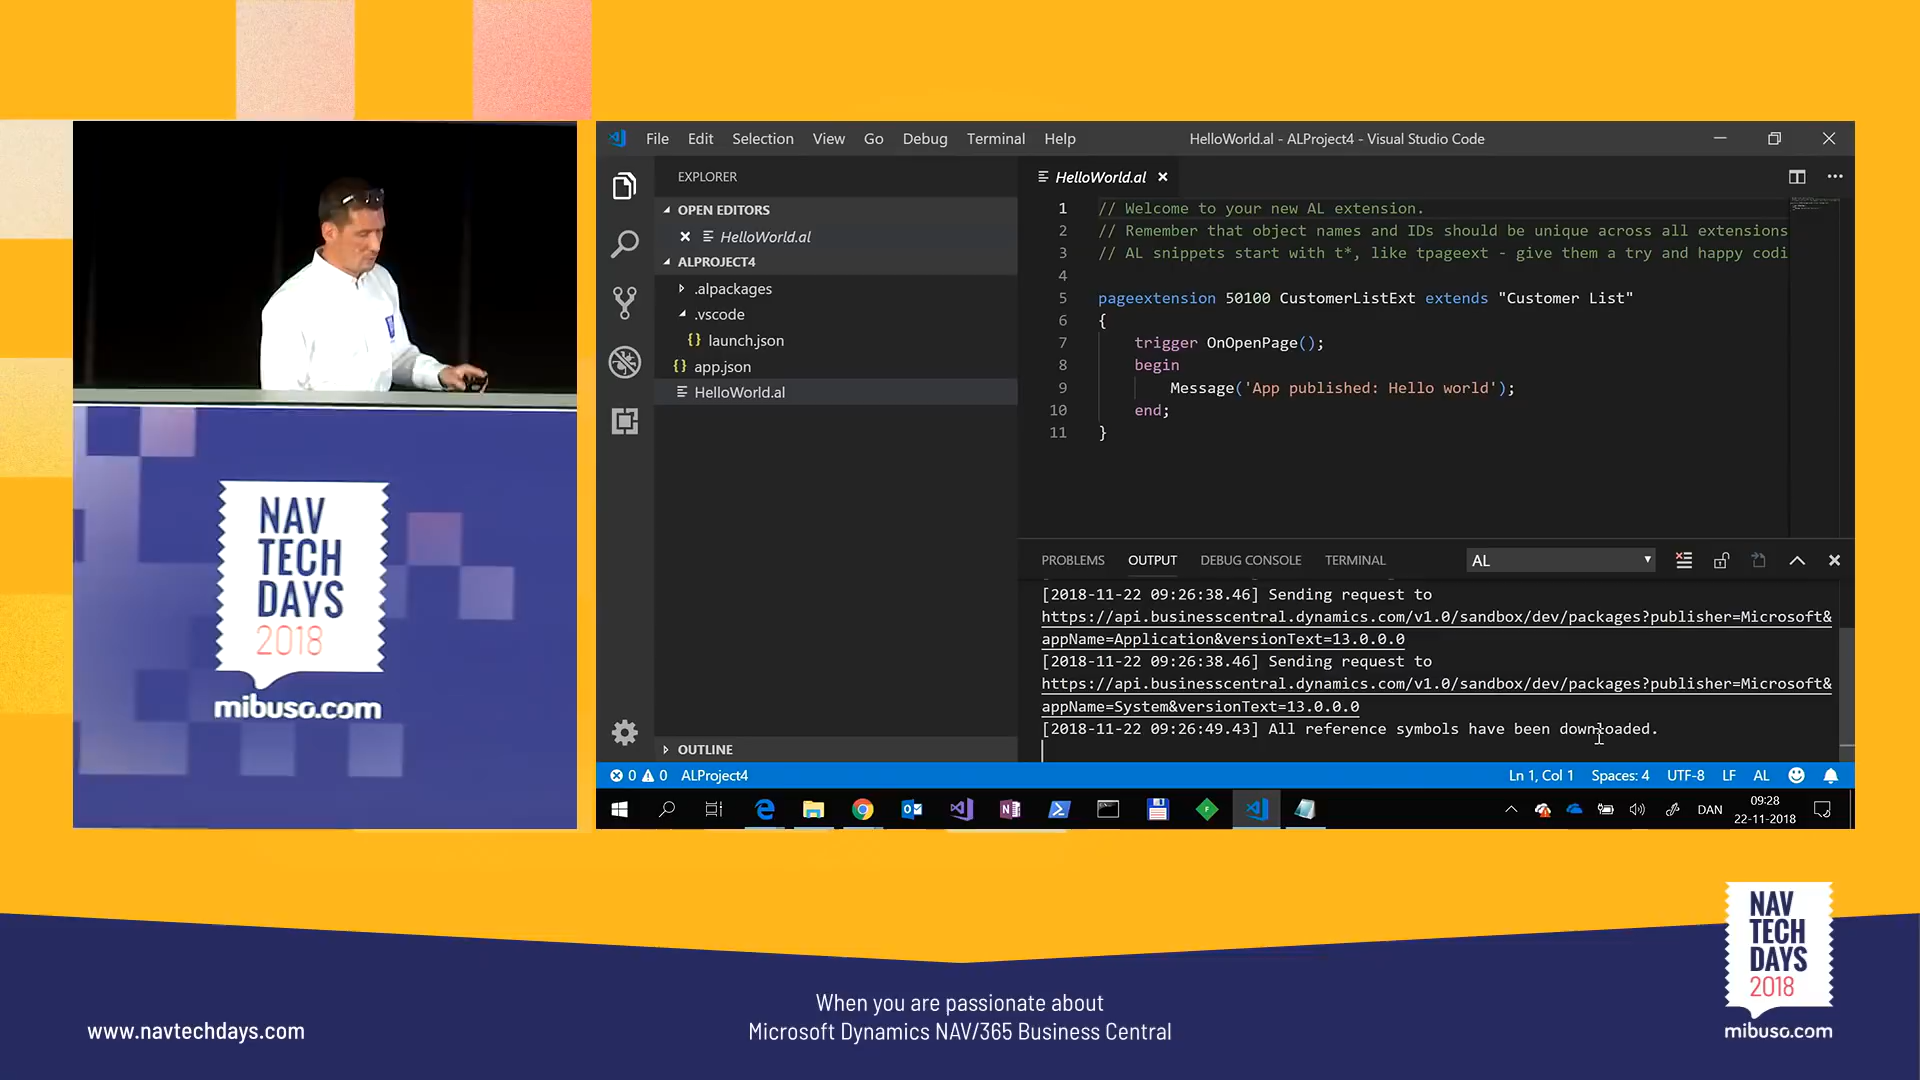 File Edit Selection View Go Debug Terminal Help
HelloWorld.al - ALProject4 - Visual Studio Code
EXPLORER
OPEN EDITORS
HelloWorld.al
ALPROJECT4
.alpackages
.vscode
{} launch.json
{} app.json
HelloWorld.al
OUTLINE
HelloWorld.al
1 // Welcome to your new AL extension.
2 // Remember that object names and IDs should be unique across all extensions
3 // AL snippets start with t*, like tpageext - give them a try and happy codi
4
5 pageextension 50100 CustomerListExt extends "Customer List"
6 {
7 trigger OnOpenPage();
8 begin
9 Message('App published: Hello world');
10 end;
11 }
PROBLEMS OUTPUT DEBUG CONSOLE TERMINAL
AL
[2018-11-22 09:26:38.46] Sending request to
https://api.businesscentral.dynamics.com/v1.0/sandbox/dev/packages?publisher=Microsoft&
appName=Application&versionText=13.0.0.0
[2018-11-22 09:26:38.46] Sending request to
https://api.businesscentral.dynamics.com/v1.0/sandbox/dev/packages?publisher=Microsoft&
appName=System&versionText=13.0.0.0
[2018-11-22 09:26:49.43] All reference symbols have been downloaded.
0 0 ALProject4
Ln 1, Col 1 Spaces: 4 UTF-8 LF AL
DAN
09:28
22-11-2018
NAV
TECH
DAYS
2018
mibuso.com
NAV
TECH
DAYS
2018
mibuso.com
When you are passionate about
Microsoft Dynamics NAV/365 Business Central
www.navtechdays.com